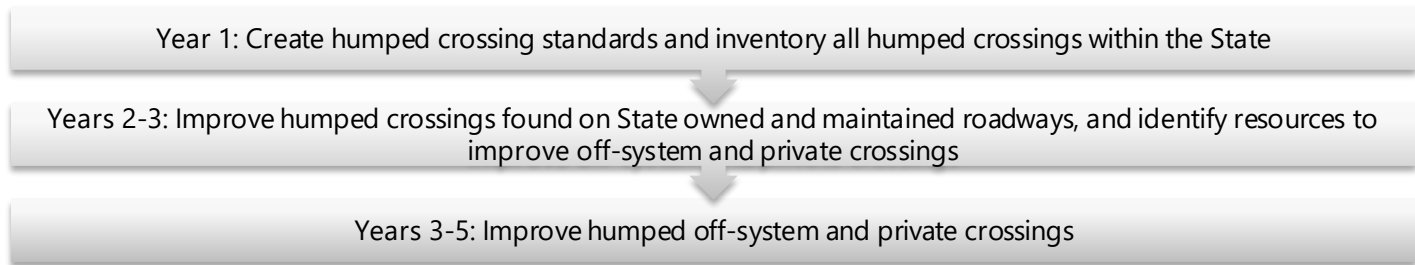 Year 1: Create humped crossing standards and inventory all humped crossings within the State
Years 2-3: Improve humped crossings found on State owned and maintained roadways, and identify resources to
improve off-system and private crossings
Years 3-5: Improve humped off-system and private crossings